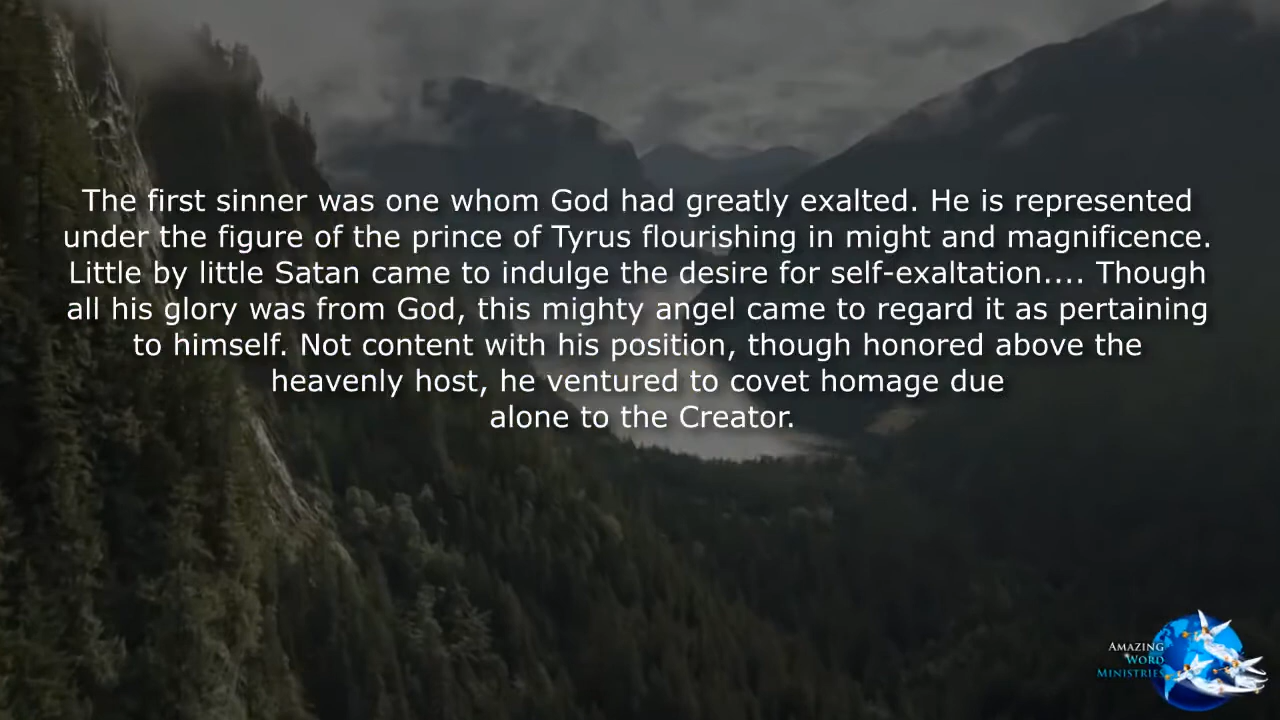 The first sinner was one whom God had greatly exalted. He is represented
under the figure of the prince of Tyrus flourishing in might and magnificence.
Little by little Satan came to indulge the desire for self-exaltation.... Though
all his glory was from God, this mighty angel came to regard it as pertaining
to himself. Not content with his position, though honored above the
heavenly host, he ventured to covet homage due
alone to the Creator.
AMAZING
WORD
MINISTRIES